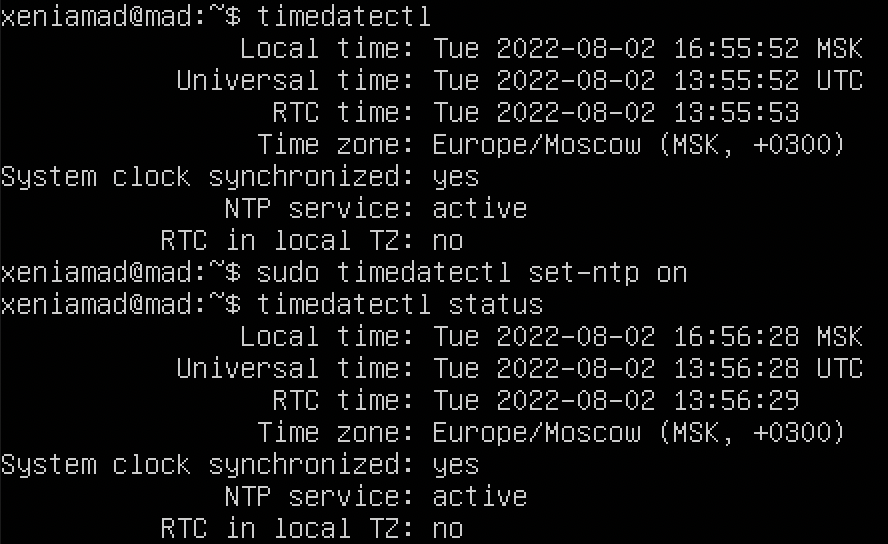 xeniamad@mad:~$ timedatectl
Local time: Tue 2022-08-02 16:55:52 MSK
Universal time: Tue 2022-08-02 13:55:52 UTC
RTC time: Tue 2022-08-02 13:55:53
Time zone: Europe/Moscow (MSK, +0300)
System clock synchronized: yes
NTP service: active
RTC in local TZ: no
xeniamad@mad:~$ sudo timedatectl set-ntp on
xeniamad@mad:~$ timedatectl status
Local time: Tue 2022-08-02 16:56:28 MSK
Universal time: Tue 2022-08-02 13:56:28 UTC
RTC time: Tue 2022-08-02 13:56:29
Time zone: Europe/Moscow (MSK, +0300)
System clock synchronized: yes
NTP service: active
RTC in local TZ: no